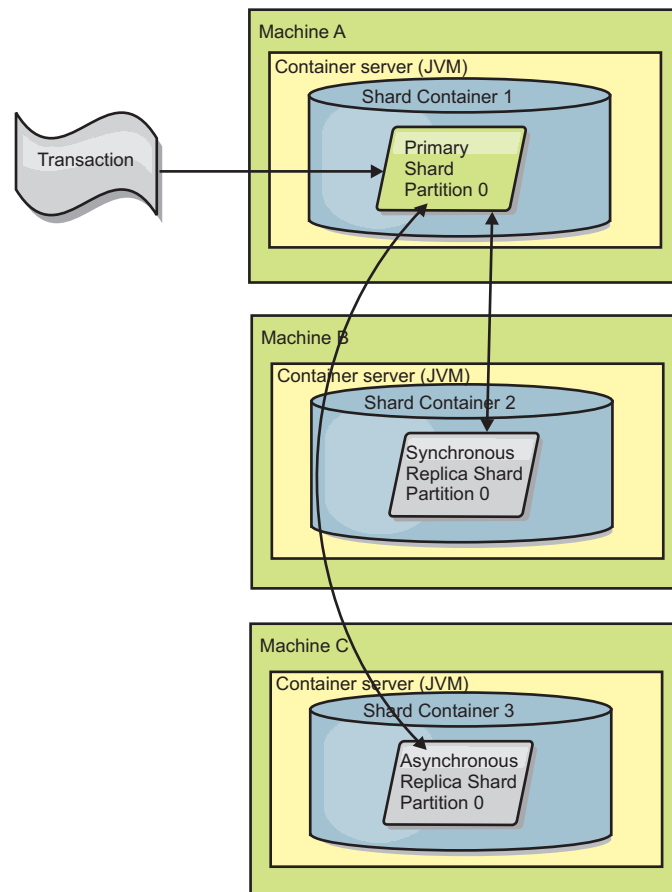 Machine A
Container server (JVM)
Shard Container 1
Transaction
Primary
Shard
Partition 0
Machine B
Container server (JVM)
Shard Container 2
Synchronous
Replica Shard
Partition 0
Machine C
Container server (JVM)
Shard Container 3
Asynchronous
Replica Shard
Partition 0